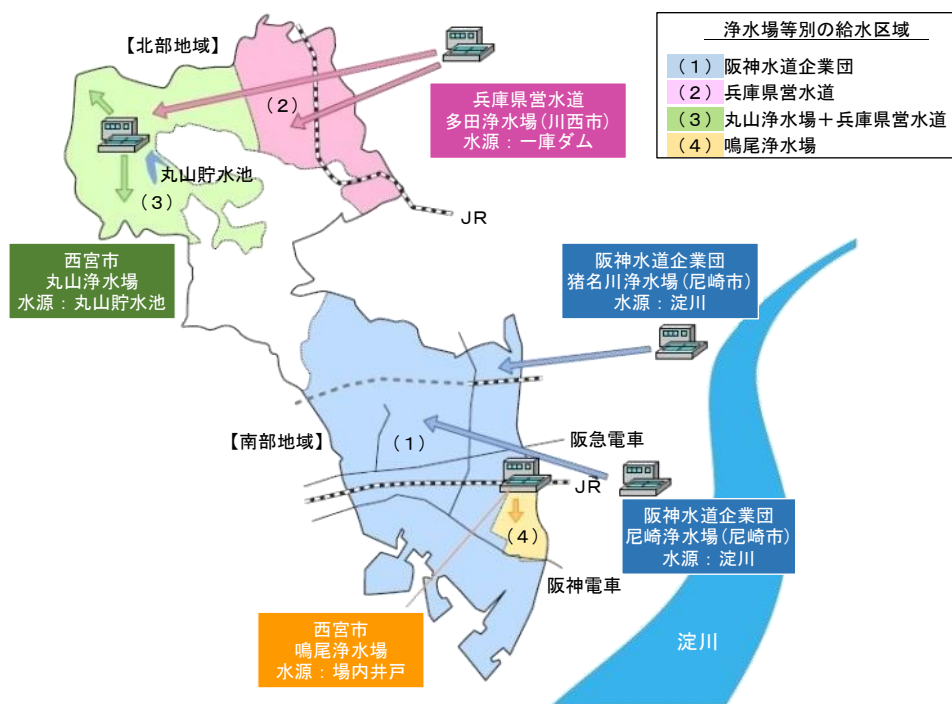 【北部地域】
浄水場等別の給水区域
（１）阪神水道企業団
（２）兵庫県営水道
（３）丸山浄水場＋兵庫県営水道
（４）鳴尾浄水場
（２）
兵庫県営水道
多田浄水場(川西市)
水源：一庫ダム
丸山貯水池
（３）
ＪＲ
西宮市
丸山浄水場
水源：丸山貯水池
阪神水道企業団
猪名川浄水場(尼崎市)
水源：淀川
【南部地域】
（１）
阪急電車
ＪＲ
阪神水道企業団
尼崎浄水場(尼崎市)
水源：淀川
（４）
阪神電車
西宮市
鳴尾浄水場
水源：場内井戸
淀川